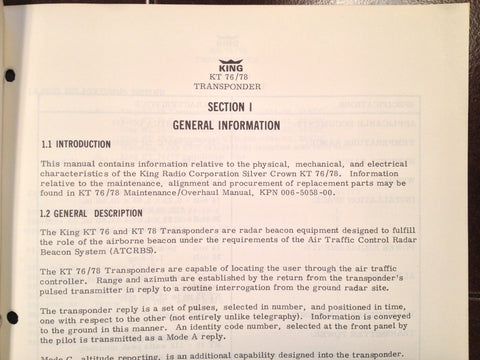 KING
KT 76/78
TRANSPONDER
SECTION I
GENERAL INFORMATION
1.1 INTRODUCTION
This manual contains information relative to the physical, mechanical, and electrical
characteristics of the King Radio Corporation Silver Crown KT 76/78. Information
relative to the maintenance, alignment and procurement of replacement parts may be
found in KT 76/78 Maintenance/Overhaul Manual, KPN 006-5058-00.
1.2 GENERAL DESCRIPTION
The King KT 76 and KT 78 Transponders are radar beacon equipment designed to fulfill
the role of the airborne beacon under the requirements of the Air Traffic Control Radar
Beacon System (ATCRBS).
The KT 76/78 Transponders are capable of locating the user through the air traffic
controller. Range and azimuth are established by the return from the transponder's
pulsed transmitter in reply to a routine interrogation from the ground radar site.
The transponder reply is a set of pulses, selected in number, and positioned in time,
one with respect to the other (not entirely unlike telegraphy). Information is conveyed
to the ground in this manner. An identity code number, selected at the front panel by
the pilot is transmitted as a Mode A reply.
Mode C, altitude reporting, is an additional capability designed into the transponder.